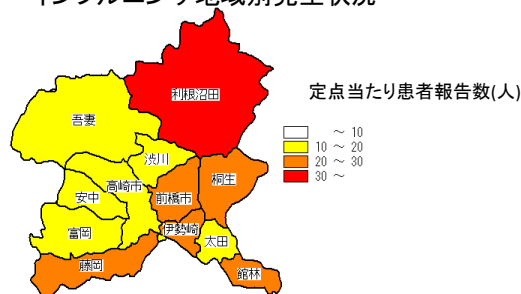 インフルエンザ地域別発生状況
定点当たり患者報告数(人)
～ 10
10 ～ 20
20 ～ 30
30 ～
利根沼田
吾妻
渋川
高崎市
前橋市
桐生
安中
伊勢崎
太田
富岡
藤岡
館林